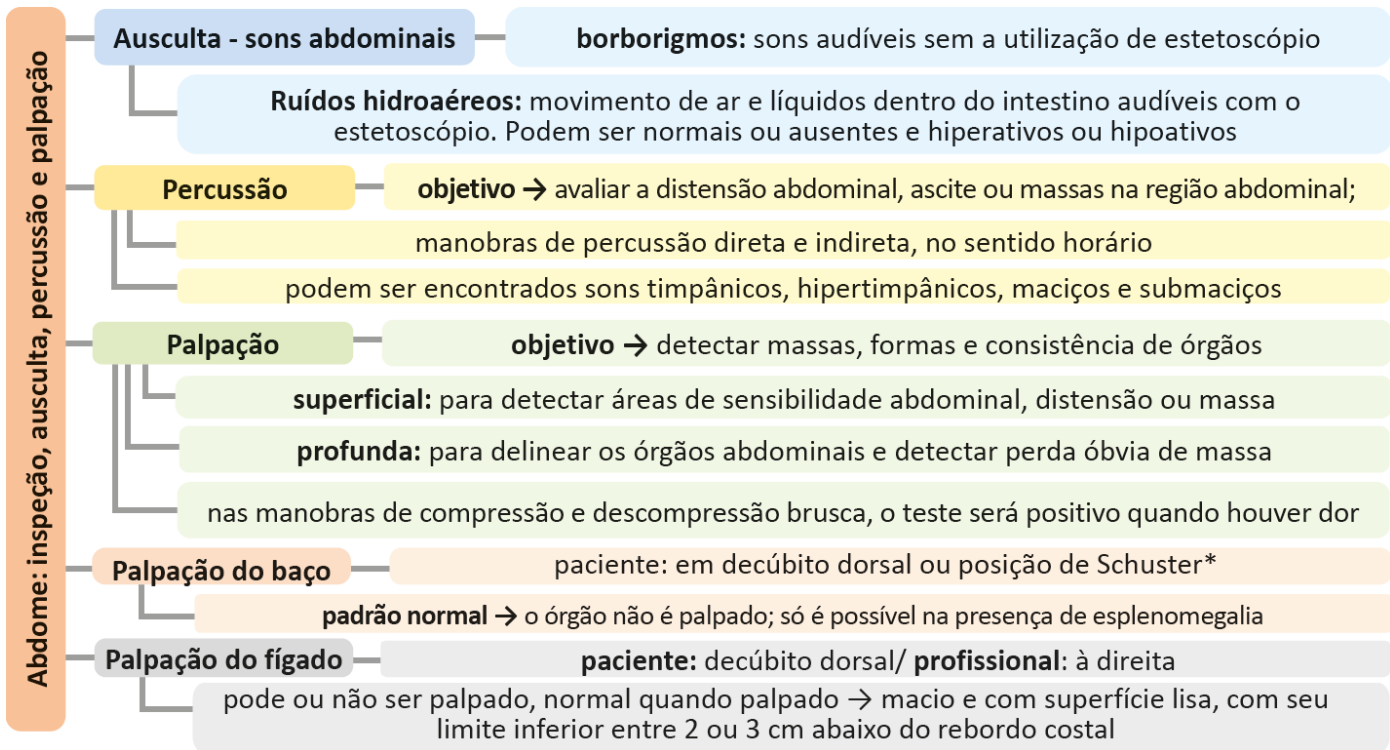 Abdome: inspeção, ausculta, percussão e palpação
Ausculta - sons abdominais
borborigmos: sons audíveis sem a utilização de estetoscópio
Ruídos hidroaéreos: movimento de ar e líquidos dentro do intestino audíveis com o
estetoscópio. Podem ser normais ou ausentes e hiperativos ou hipoativos
Percussão
objetivo → avaliar a distensão abdominal, ascite ou massas na região abdominal;
manobras de percussão direta e indireta, no sentido horário
podem ser encontrados sons timpânicos, hipertimpânicos, maciços e submaciços
Palpação
objetivo → detectar massas, formas e consistência de órgãos
superficial: para detectar áreas de sensibilidade abdominal, distensão ou massa
profunda: para delinear os órgãos abdominais e detectar perda óbvia de massa
nas manobras de compressão e descompressão brusca, o teste será positivo quando houver dor
Palpação do baço
paciente: em decúbito dorsal ou posição de Schuster*
padrão normal → o órgão não é palpado; só é possível na presença de esplenomegalia
Palpação do fígado
paciente: decúbito dorsal/ profissional: à direita
pode ou não ser palpado, normal quando palpado → macio e com superfície lisa, com seu
limite inferior entre 2 ou 3 cm abaixo do rebordo costal